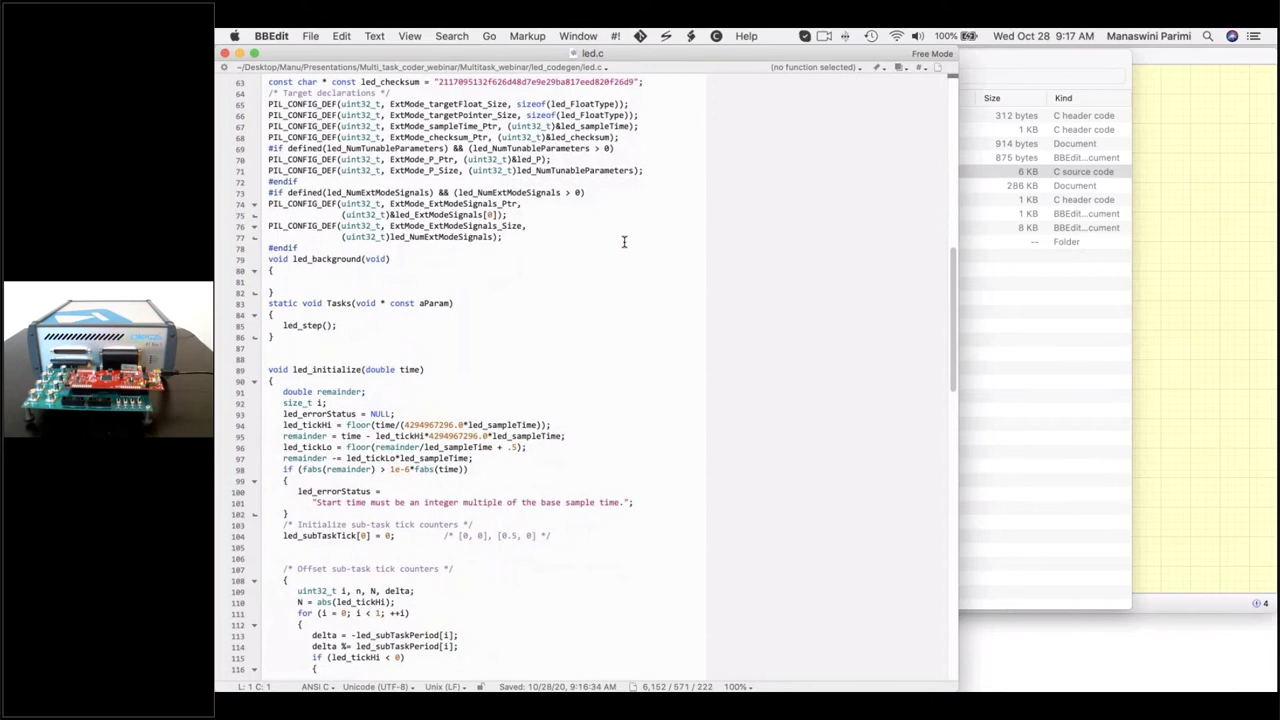 BBEdit File Edit Text View Search Go Markup Window #! Help 100% Wed Oct 28 9:17 AM Manaswini Parimi
led.c Free Mode
~/Desktop/Manu/Presentations/Multi_task_coder_webinar/Multitask_webinar/led_codegen/led.c (no function selected)
63 const char * const led_checksum = "2117095132f626d48d7e9e29ba817eed820f26d9";
64 /* Target declarations */
65 PIL_CONFIG_DEF(uint32_t, ExtMode_targetFloat_Size, sizeof(led_FloatType));
66 PIL_CONFIG_DEF(uint32_t, ExtMode_targetPointer_Size, sizeof(led_FloatType));
67 PIL_CONFIG_DEF(uint32_t, ExtMode_sampleTime_Ptr, (uint32_t)&led_sampleTime);
68 PIL_CONFIG_DEF(uint32_t, ExtMode_checksum_Ptr, (uint32_t)&led_checksum);
69 #if defined(led_NumTunableParameters) && (led_NumTunableParameters > 0)
70 PIL_CONFIG_DEF(uint32_t, ExtMode_P_Ptr, (uint32_t)&led_P);
71 PIL_CONFIG_DEF(uint32_t, ExtMode_P_Size, (uint32_t)led_NumTunableParameters);
72 #endif
73 #if defined(led_NumExtModeSignals) && (led_NumExtModeSignals > 0)
74 PIL_CONFIG_DEF(uint32_t, ExtMode_ExtModeSignals_Ptr,
75 (uint32_t)&led_ExtModeSignals[0]);
76 PIL_CONFIG_DEF(uint32_t, ExtMode_ExtModeSignals_Size,
77 (uint32_t)led_NumExtModeSignals);
78 #endif
79 void led_background(void)
80 {
81
82 }
83 static void Tasks(void * const aParam)
84 {
85 led_step();
86 }
87
88
89 void led_initialize(double time)
90 {
91 double remainder;
92 size_t i;
93 led_errorStatus = NULL;
94 led_tickHi = floor(time/(4294967296.0*led_sampleTime));
95 remainder = time - led_tickHi*4294967296.0*led_sampleTime;
96 led_tickLo = floor(remainder/led_sampleTime + .5);
97 remainder -= led_tickLo*led_sampleTime;
98 if (fabs(remainder) > 1e-6*fabs(time))
99 {
100 led_errorStatus =
101 "Start time must be an integer multiple of the base sample time.";
102 }
103 /* Initialize sub-task tick counters */
104 led_subTaskTick[0] = 0; /* [0, 0], [0.5, 0] */
105
106
107 /* Offset sub-task tick counters */
108 {
109 uint32_t i, n, N, delta;
110 N = abs(led_tickHi);
111 for (i = 0; i < 1; ++i)
112 {
113 delta = -led_subTaskPeriod[i];
114 delta %= led_subTaskPeriod[i];
115 if (led_tickHi < 0)
116 {
L: 1 C: 1 ANSI C Unicode (UTF-8) Unix (LF) Saved: 10/28/20, 9:16:34 AM 6,152 / 571 / 222 100%
Size Kind
312 bytes C header code
1 KB C header code
914 bytes Document
875 bytes BBEdit...cument
6 KB C source code
286 KB Document
1 KB C header code
1 KB BBEdit...cument
8 KB BBEdit...cument
-- Folder
4